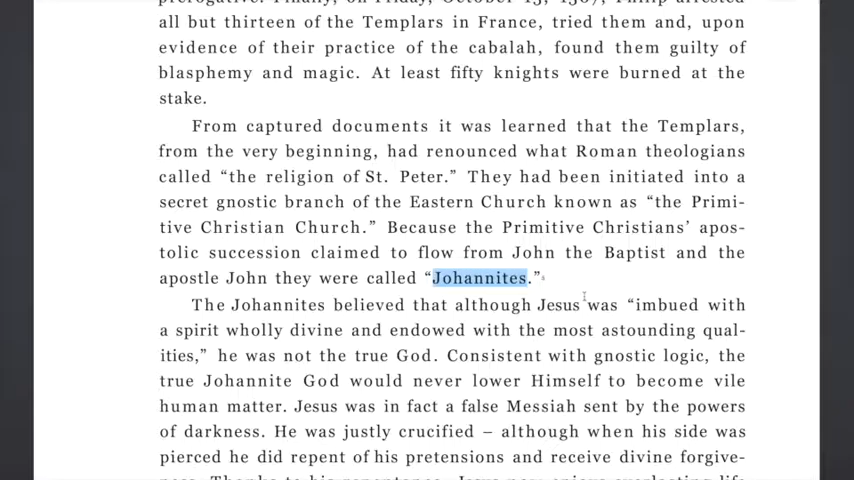 prerogative. Finally, on Friday, October 13, 1307, Philip arrested
all but thirteen of the Templars in France, tried them and, upon
evidence of their practice of the cabalah, found them guilty of
blasphemy and magic. At least fifty knights were burned at the
stake.
From captured documents it was learned that the Templars,
from the very beginning, had renounced what Roman theologians
called “the religion of St. Peter.” They had been initiated into a
secret gnostic branch of the Eastern Church known as “the Primi-
tive Christian Church.” Because the Primitive Christians’ apos-
tolic succession claimed to flow from John the Baptist and the
apostle John they were called “Johannites.”
The Johannites believed that although Jesus was “imbued with
a spirit wholly divine and endowed with the most astounding qual-
ities,” he was not the true God. Consistent with gnostic logic, the
true Johannite God would never lower Himself to become vile
human matter. Jesus was in fact a false Messiah sent by the powers
of darkness. He was justly crucified – although when his side was
pierced he did repent of his pretensions and receive divine forgive-